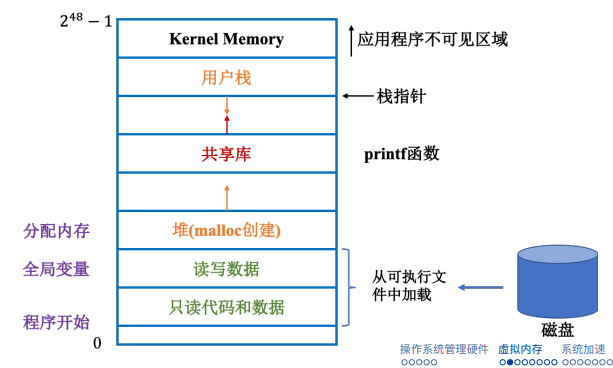 2⁴⁸ − 1
Kernel Memory
应用程序不可见区域
用户栈
栈指针
共享库
printf函数
分配内存
堆(malloc创建)
全局变量
读写数据
从可执行文
件中加载
只读代码和数据
程序开始
0
磁盘
操作系统管理硬件 虚拟内存 系统加速